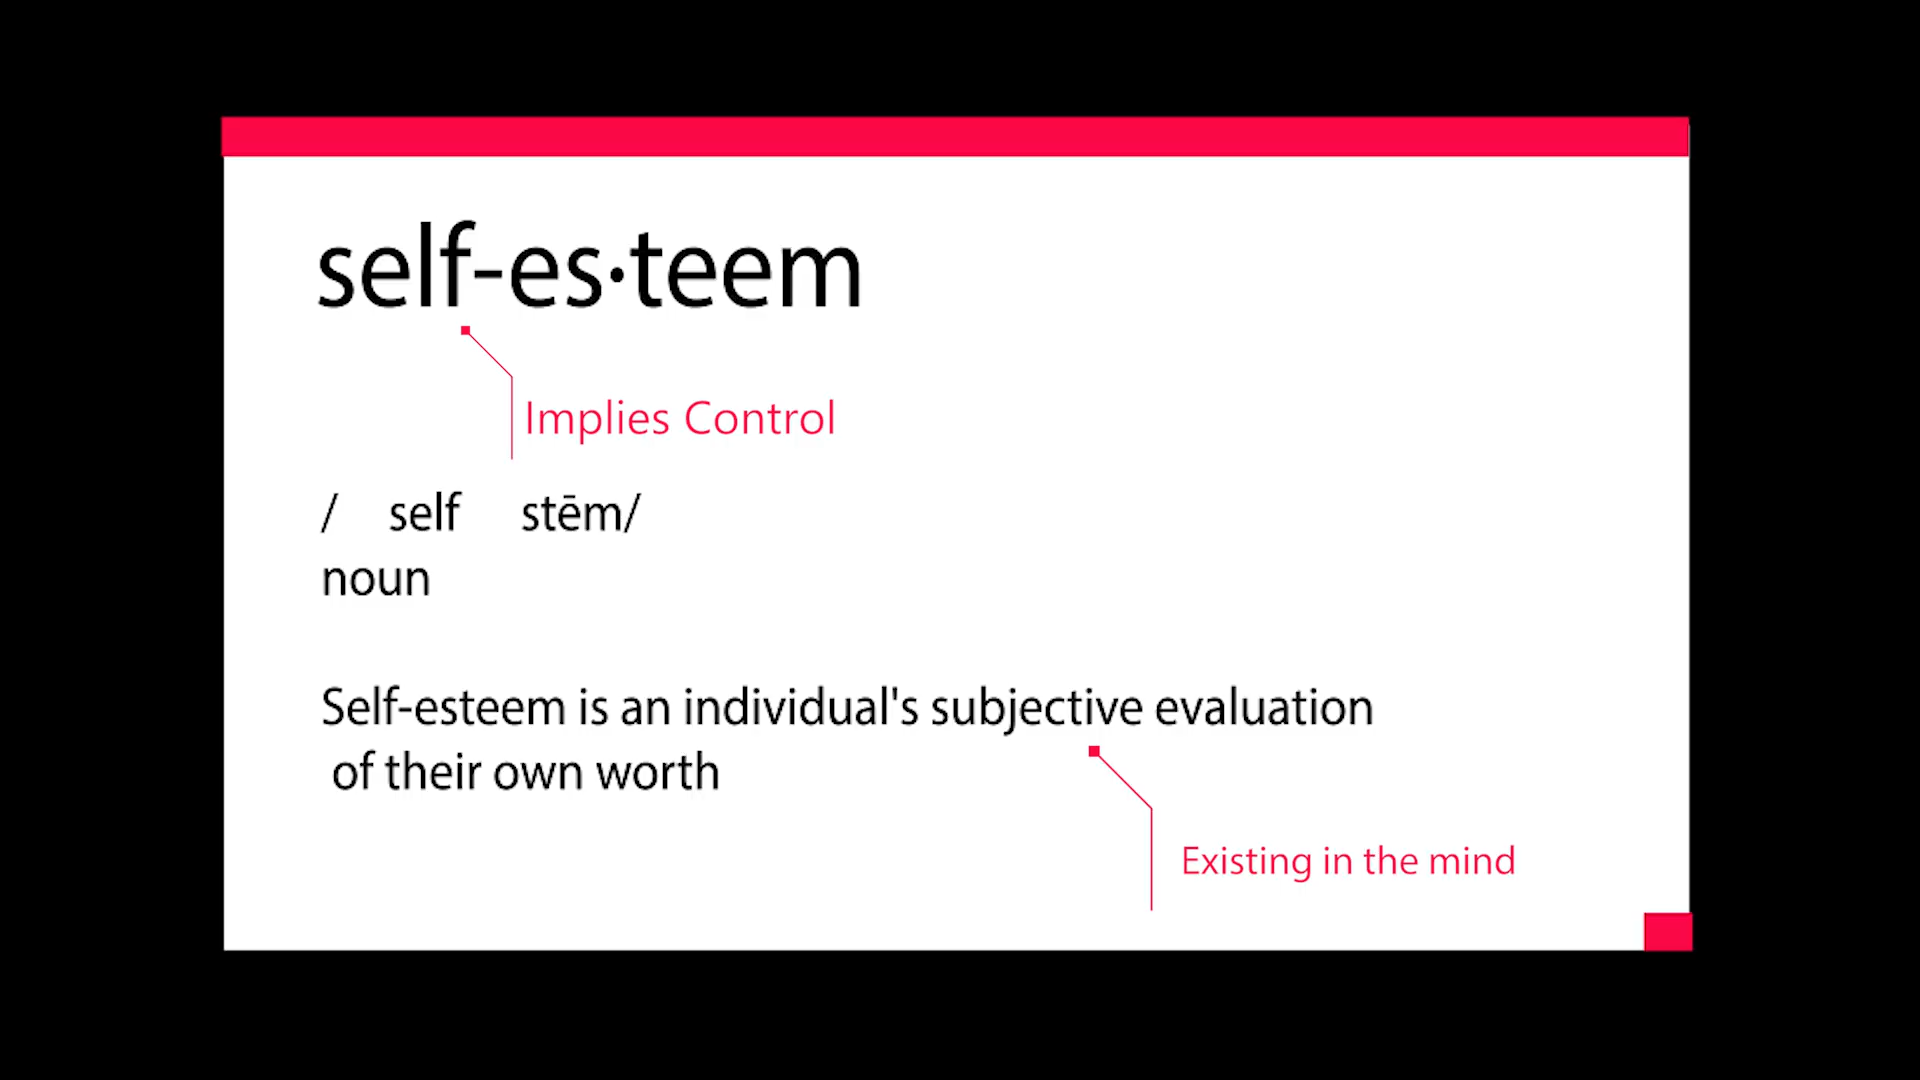 self-es·teem
Implies Control
/ self stēm/
noun
Self-esteem is an individual's subjective evaluation
of their own worth
Existing in the mind